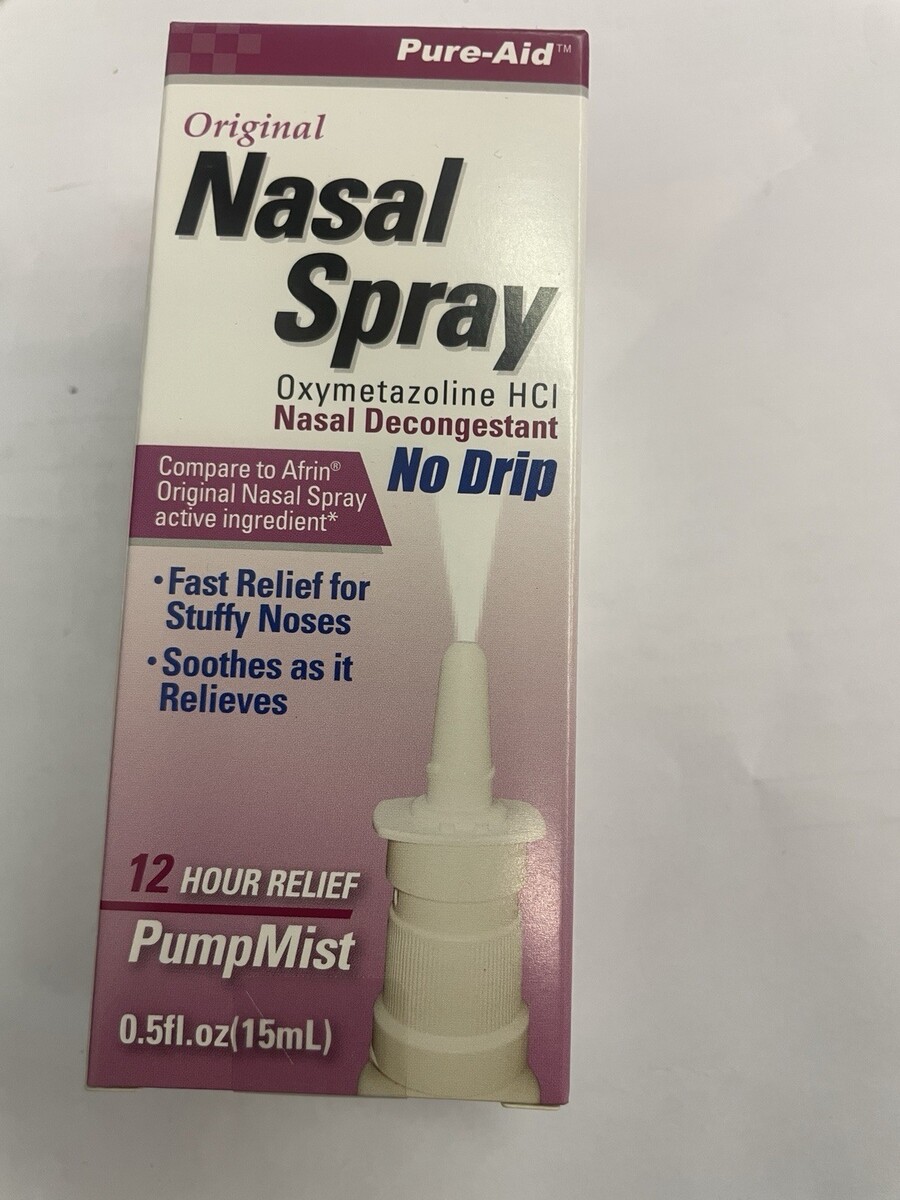 Pure-Aid™
Original
Nasal
Spray
Oxymetazoline HCl
Nasal Decongestant
No Drip
Compare to Afrin®
Original Nasal Spray
active ingredient*
•Fast Relief for
Stuffy Noses
•Soothes as it
Relieves
12 HOUR RELIEF
PumpMist
0.5fl.oz(15mL)